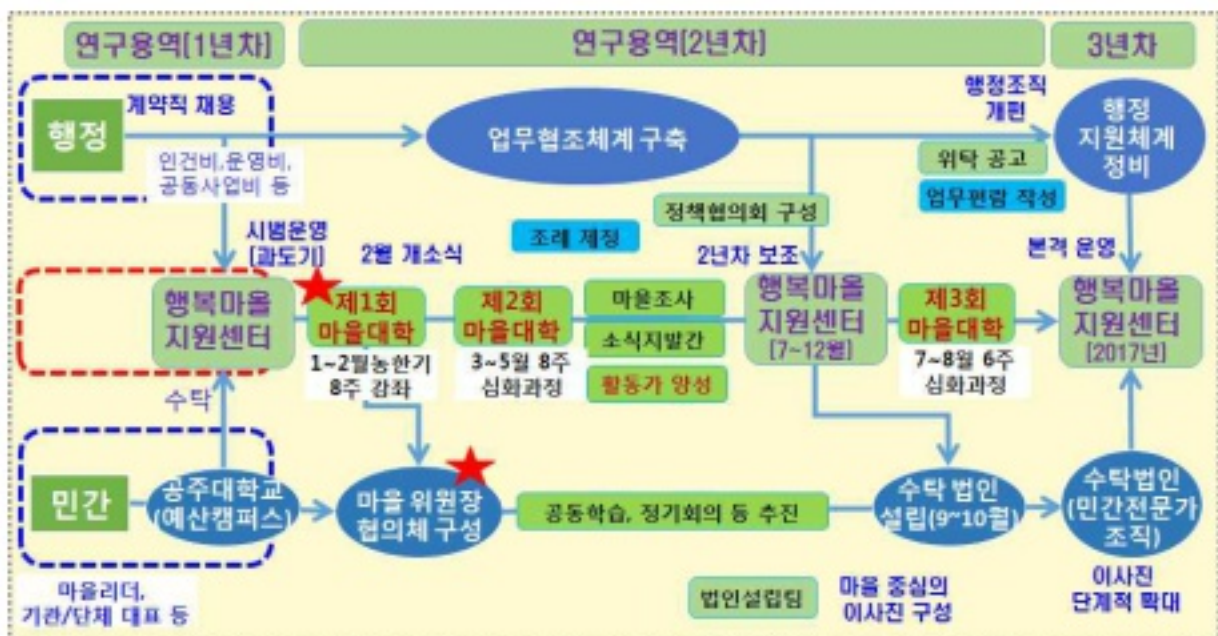 연구용역[1년차]
연구용역[2년차]
3년차
계약직 채용
행정
업무협조체계 구축
행정조직
개편
행정
지원체계
정비
인건비,운영비,
공동사업비 등
위탁 공고
업무편람 작성
정책협의회 구성
조례 제정
시범운영
[과도기]
2월 개소식
2년차 보조
본격 운영
행복마을
지원센터
제1회
마을대학
제2회
마을대학
마을조사
소식지발간
활동가 양성
행복마을
지원센터
[7~12월]
제3회
마을대학
행복마을
지원센터
[2017년]
1~2월농한기
8주 강좌
3~5월 8주
심화과정
7~8월 6주
심화과정
수탁
민간
공주대학교
(예산캠퍼스)
마을 위원장
협의체 구성
공동학습, 정기회의 등 추진
수탁 법인
설립(9~10월)
수탁법인
(민간전문가
조직)
마을리더,
기관/단체 대표 등
법인설립팀
마을 중심의
이사진 구성
이사진
단계적 확대